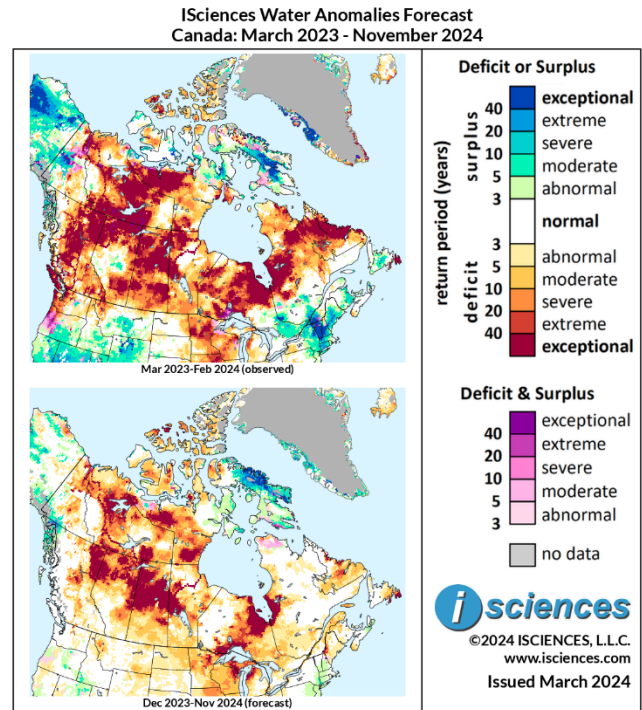 ISciences Water Anomalies Forecast
Canada: March 2023 - November 2024
Mar 2023-Feb 2024 (observed)
Dec 2023-Nov 2024 (forecast)
Deficit or Surplus
return period (years)
surplus
deficit
exceptional
40
extreme
20
severe
10
moderate
5
abnormal
3
normal
3
abnormal
5
moderate
10
severe
20
extreme
40
exceptional
Deficit & Surplus
exceptional
40
extreme
20
severe
10
moderate
5
abnormal
3
no data
i sciences
©2024 ISCIENCES, L.L.C.
www.isciences.com
Issued March 2024